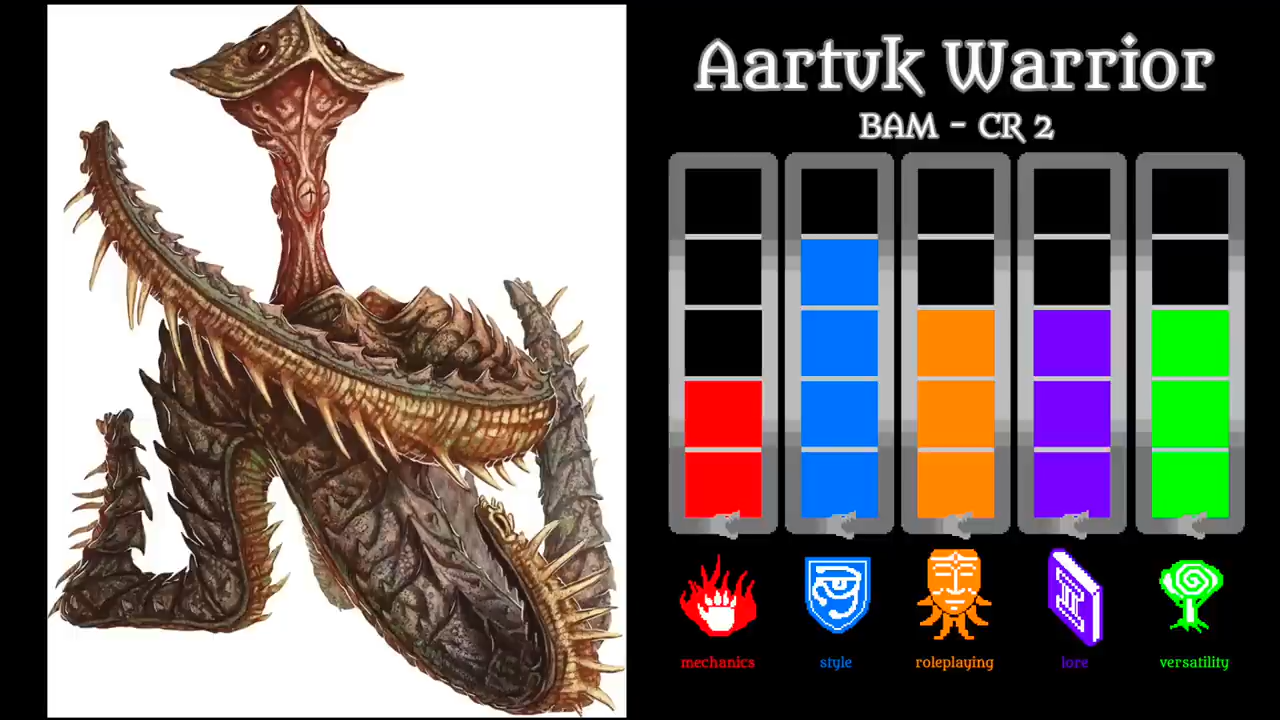 Aartuk Warrior
BAM - CR 2
mechanics
style
roleplaying
lore
versatility